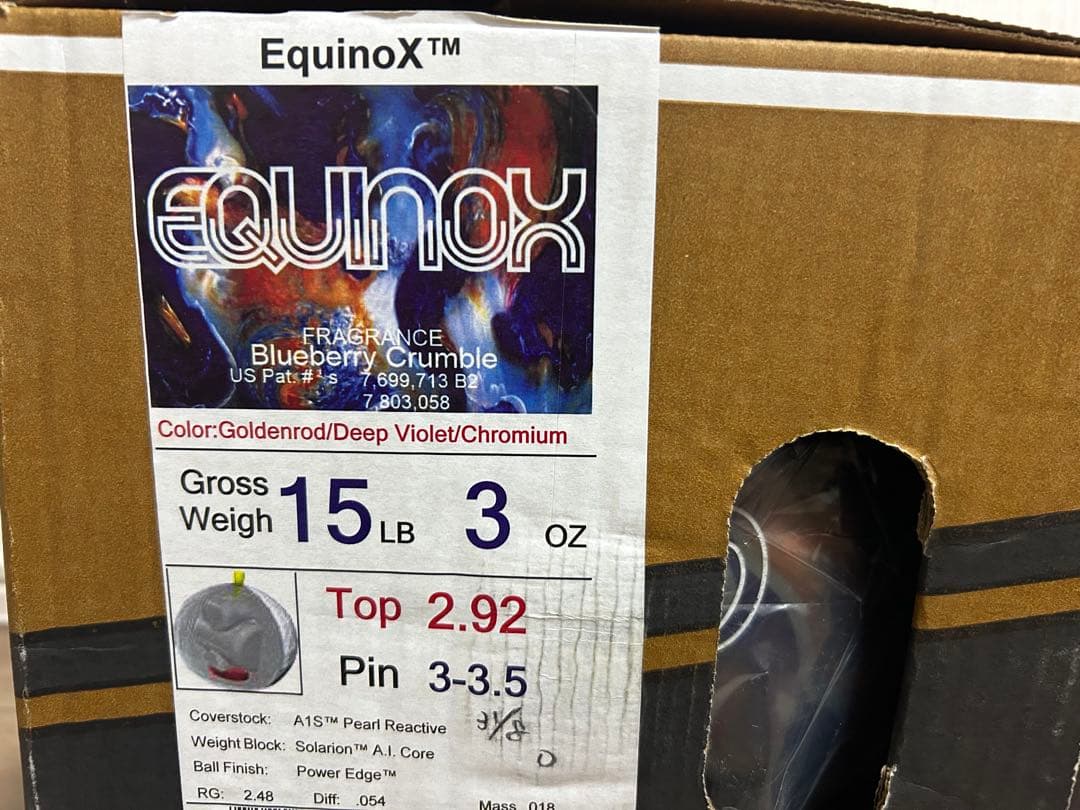 EquinoX™
EQUINOX
FRAGRANCE
Blueberry Crumble
US Pat. #'s 7,699,713 B2
7,803,058
Color:Goldenrod/Deep Violet/Chromium
Gross Weigh 15 LB 3 OZ
Top 2.92
Pin 3-3.5
Coverstock: A1S™ Pearl Reactive
Weight Block: Solarion™ A.I. Core
Ball Finish: Power Edge™
RG: 2.48 Diff: .054 Mass .018